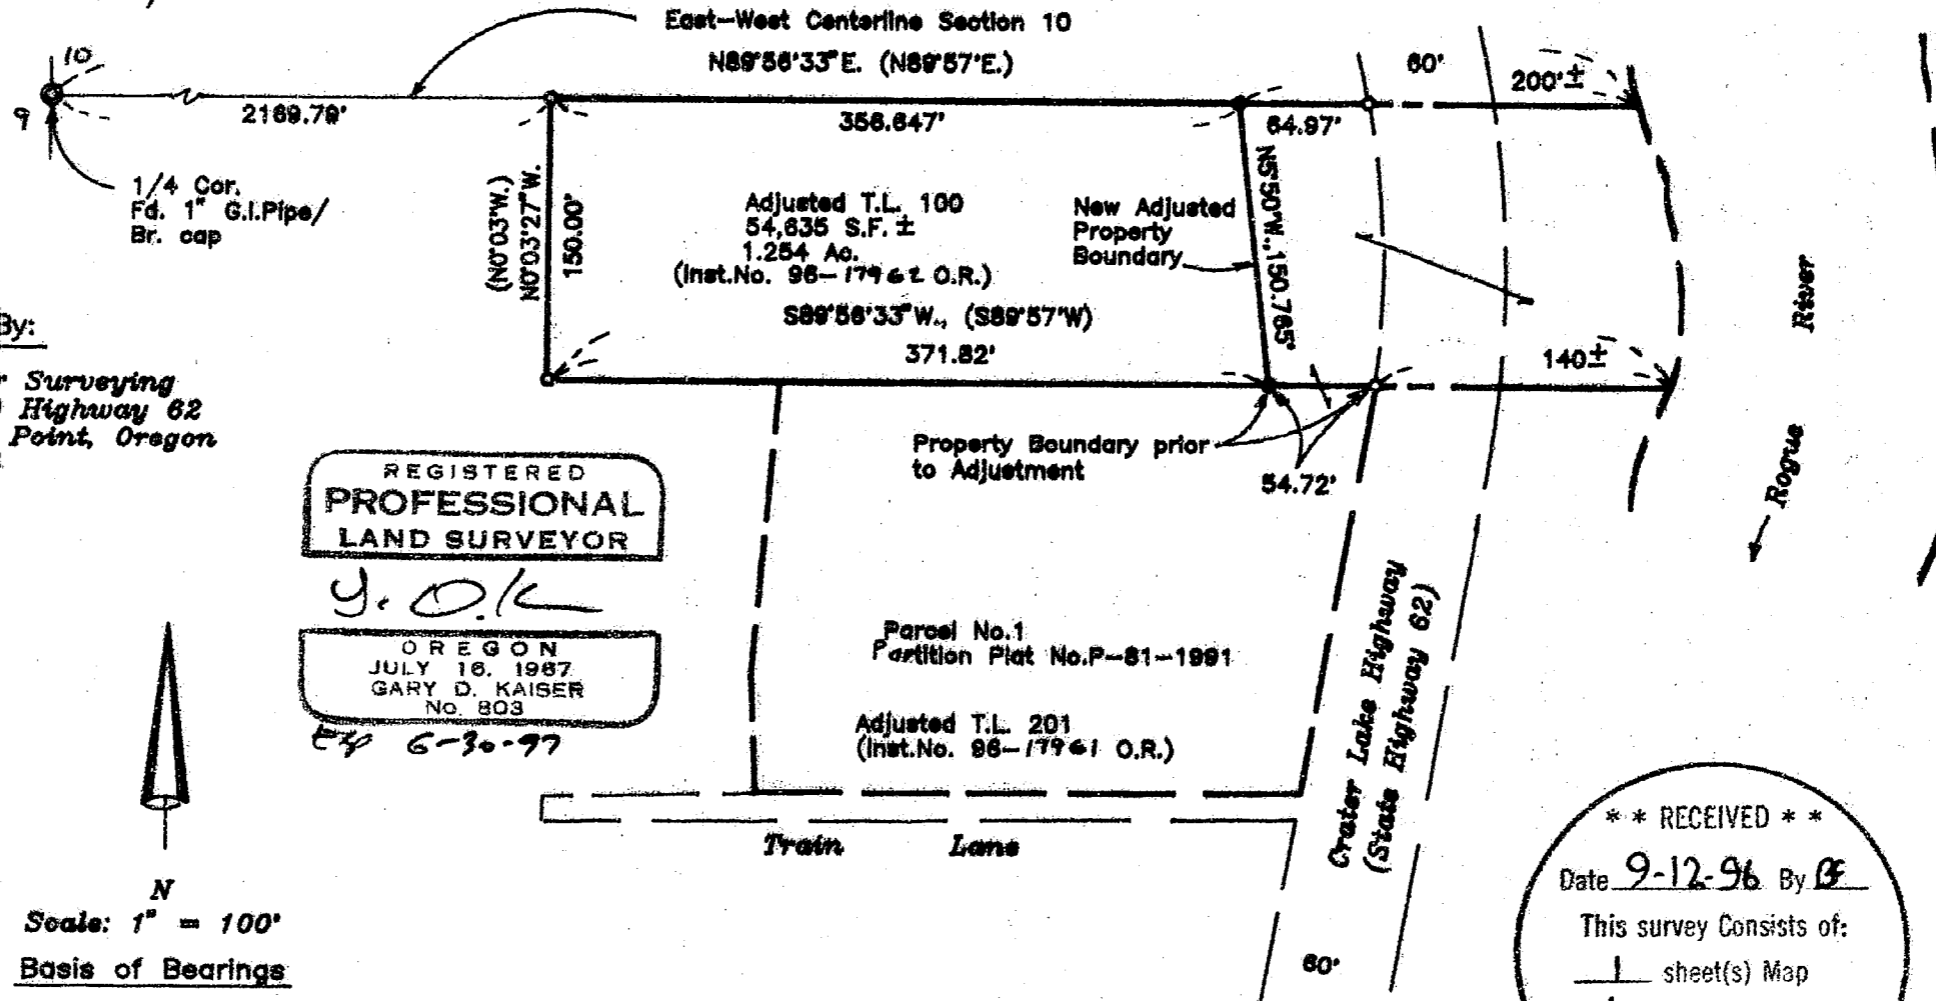 East-West Centerline Section 10
N89°56'33"E. (N89°57'E.)
10
9
2169.79'
356.647'
64.97'
60'
200'±
1/4 Cor.
Fd. 1" G.I.Pipe/
Br. cap
(N0°03'W.)
N0°03'27"W.
150.00'
Adjusted T.L. 100
54,635 S.F. ±
1.254 Ac.
(Inst.No. 96-17962 O.R.)
S89°56'33"W., (S89°57'W)
371.82'
New Adjusted
Property
Boundary
N5°50'W., 150.765'
140±
River
Rogue
By:
Surveying
Highway 62
Point, Oregon
Property Boundary prior
to Adjustment
54.72'
REGISTERED
PROFESSIONAL
LAND SURVEYOR
OREGON
JULY 16, 1967
GARY D. KAISER
No. 803
Exp 6-30-97
Parcel No.1
Partition Plat No.P-81-1991
Adjusted T.L. 201
(Inst.No. 96-17961 O.R.)
Crater Lake Highway
(State Highway 62)
Train Lane
60'
N
Scale: 1" = 100'
Basis of Bearings
* * RECEIVED * *
Date 9-12-96 By BF
This survey Consists of:
1 sheet(s) Map